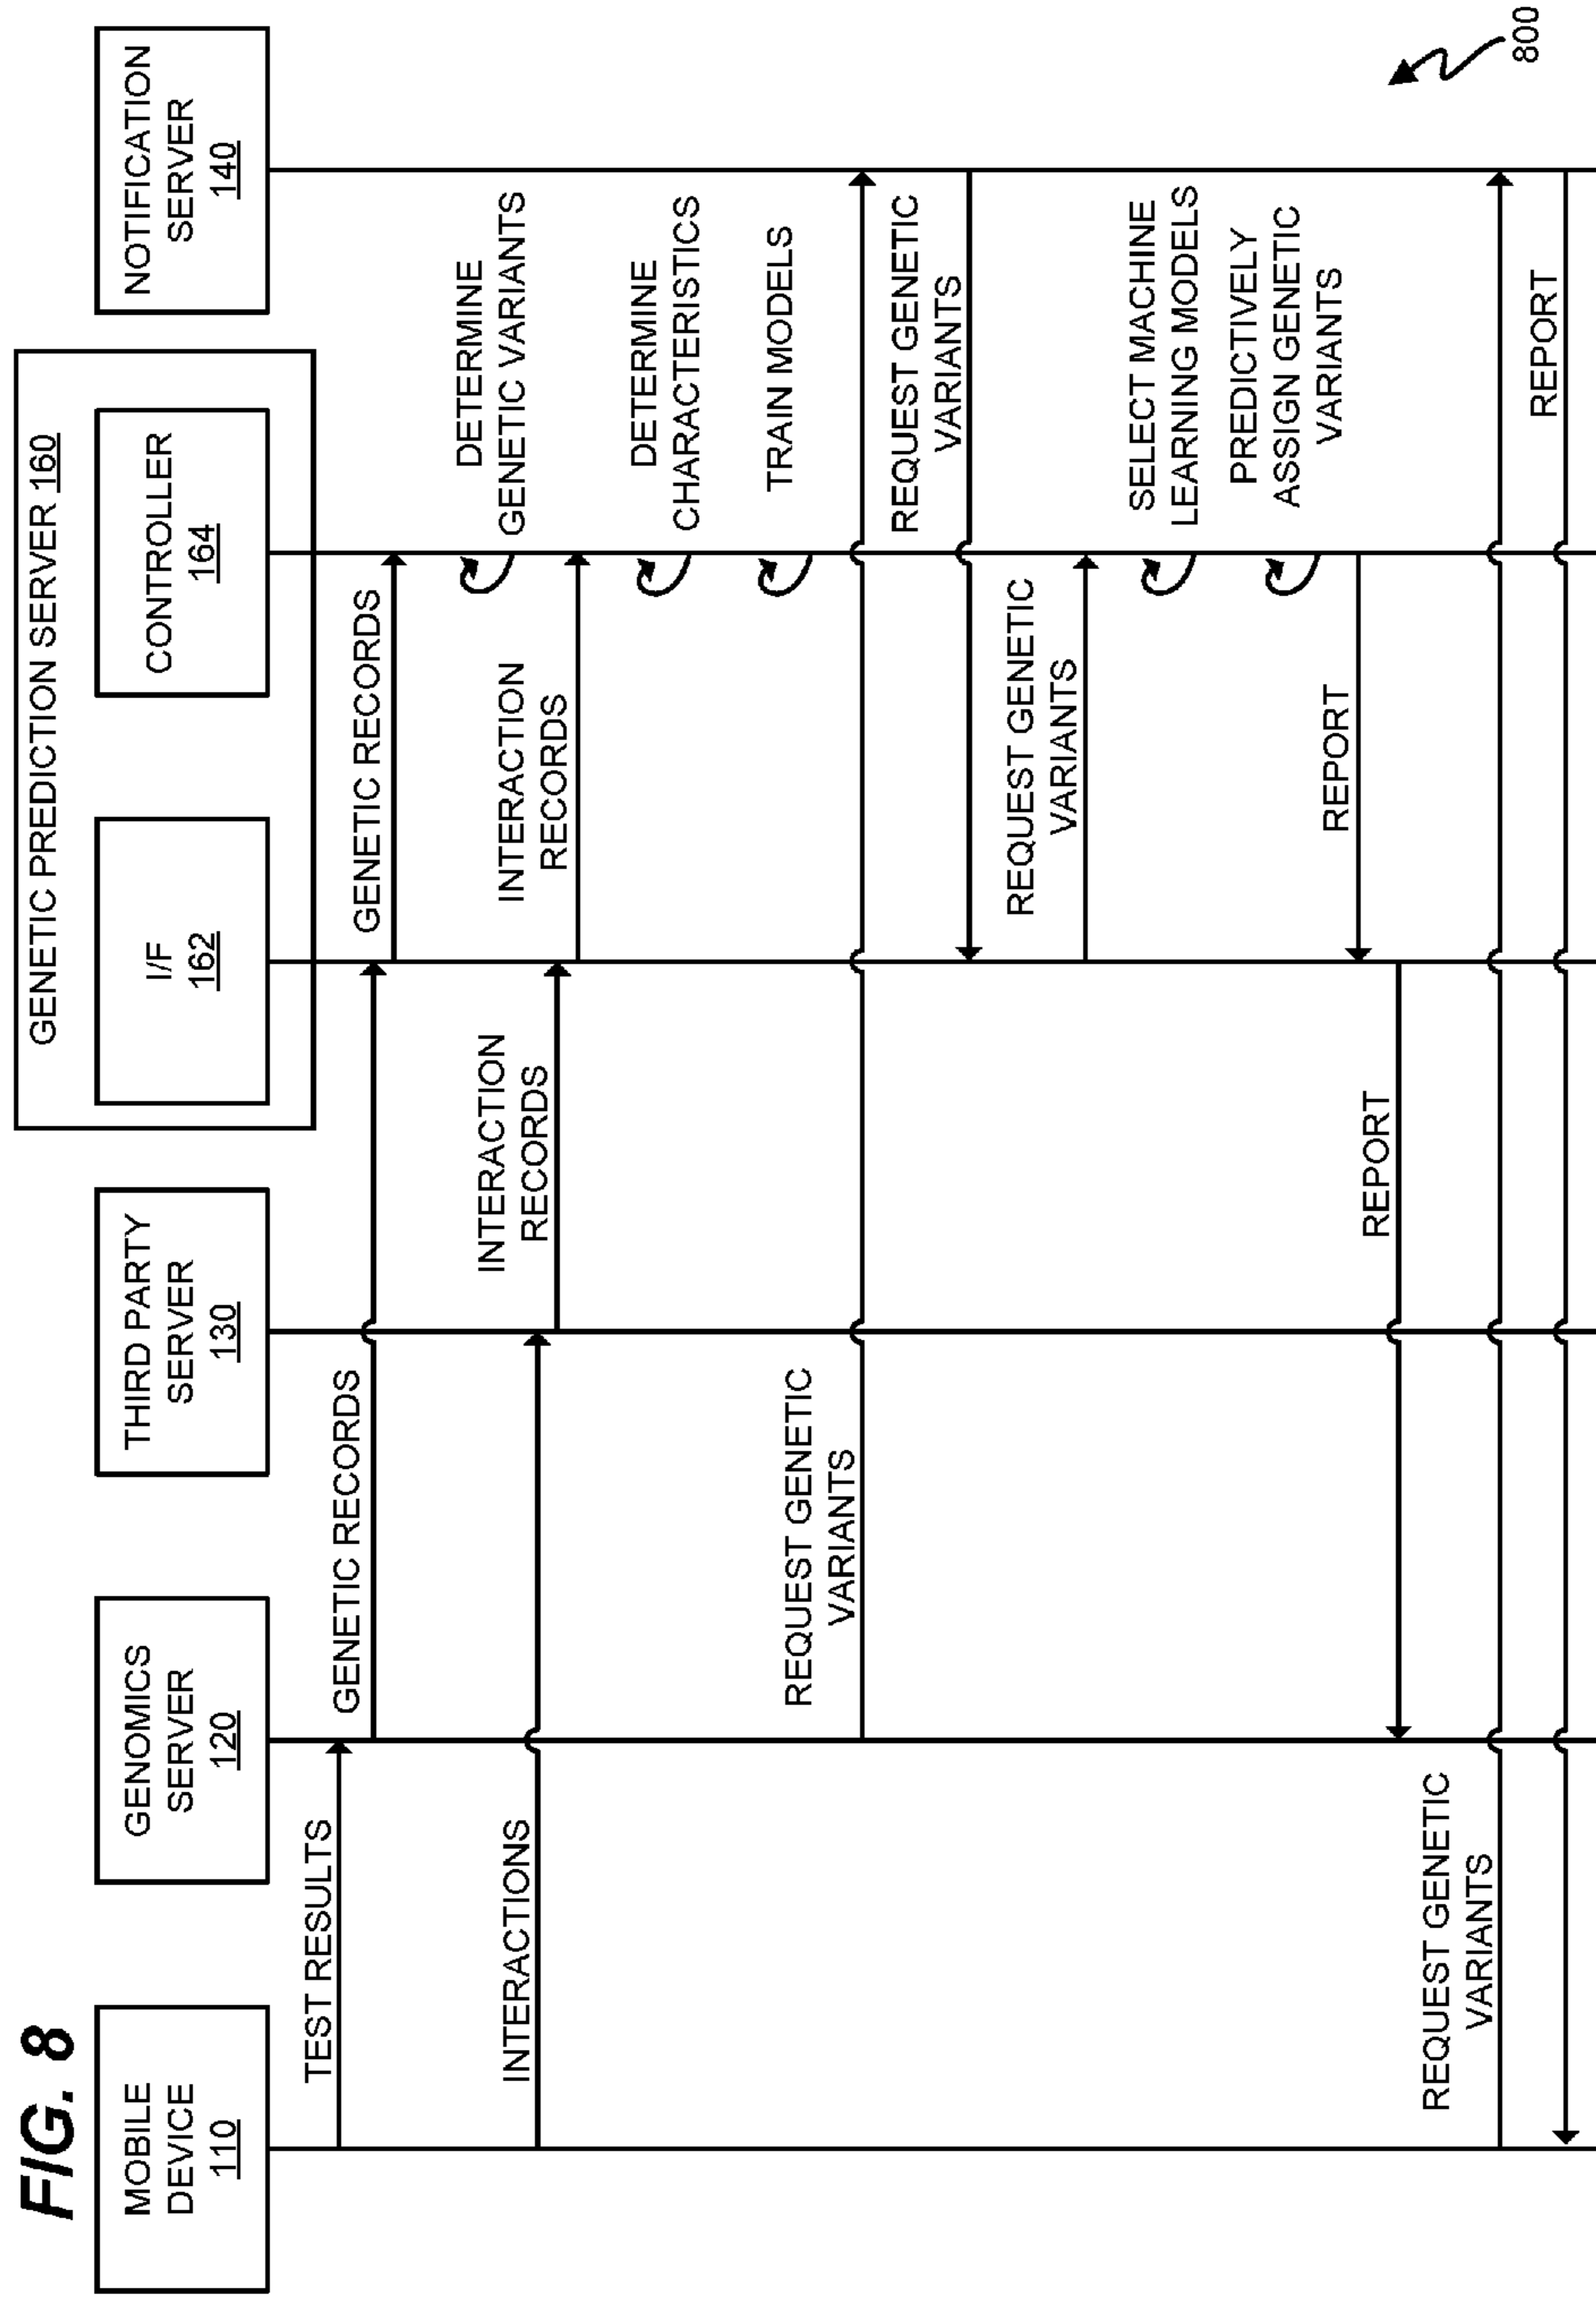 FIG. 8
MOBILE
DEVICE
110
GENOMICS
SERVER
120
THIRD PARTY
SERVER
130
GENETIC PREDICTION SERVER 160
I/F
162
CONTROLLER
164
NOTIFICATION
SERVER
140
TEST RESULTS
GENETIC RECORDS
GENETIC RECORDS
DETERMINE
GENETIC VARIANTS
INTERACTIONS
INTERACTION
RECORDS
INTERACTION
RECORDS
DETERMINE
CHARACTERISTICS
TRAIN MODELS
REQUEST GENETIC
VARIANTS
REQUEST GENETIC
VARIANTS
REQUEST GENETIC
VARIANTS
SELECT MACHINE
LEARNING MODELS
PREDICTIVELY
ASSIGN GENETIC
VARIANTS
REPORT
REPORT
REQUEST GENETIC
VARIANTS
REPORT
800